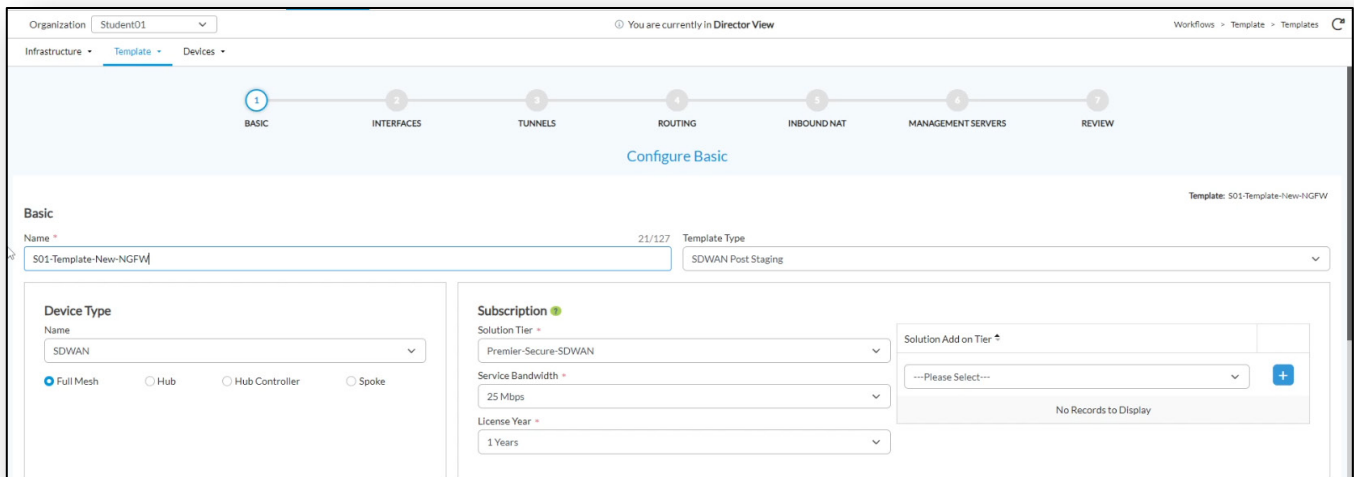 Organization Student01 You are currently in Director View Workflows > Template > Templates
Infrastructure Template Devices
1 2 3 4 5 6 7
BASIC INTERFACES TUNNELS ROUTING INBOUND NAT MANAGEMENT SERVERS REVIEW
Configure Basic
Template: S01-Template-New-NGFW
Basic
Name * 21/127 Template Type
S01-Template-New-NGFW SDWAN Post Staging
Device Type Subscription ?
Name Solution Tier * Solution Add on Tier
SDWAN Premier-Secure-SDWAN
Full Mesh Hub Hub Controller Spoke Service Bandwidth * ---Please Select--- +
25 Mbps No Records to Display
License Year *
1 Years